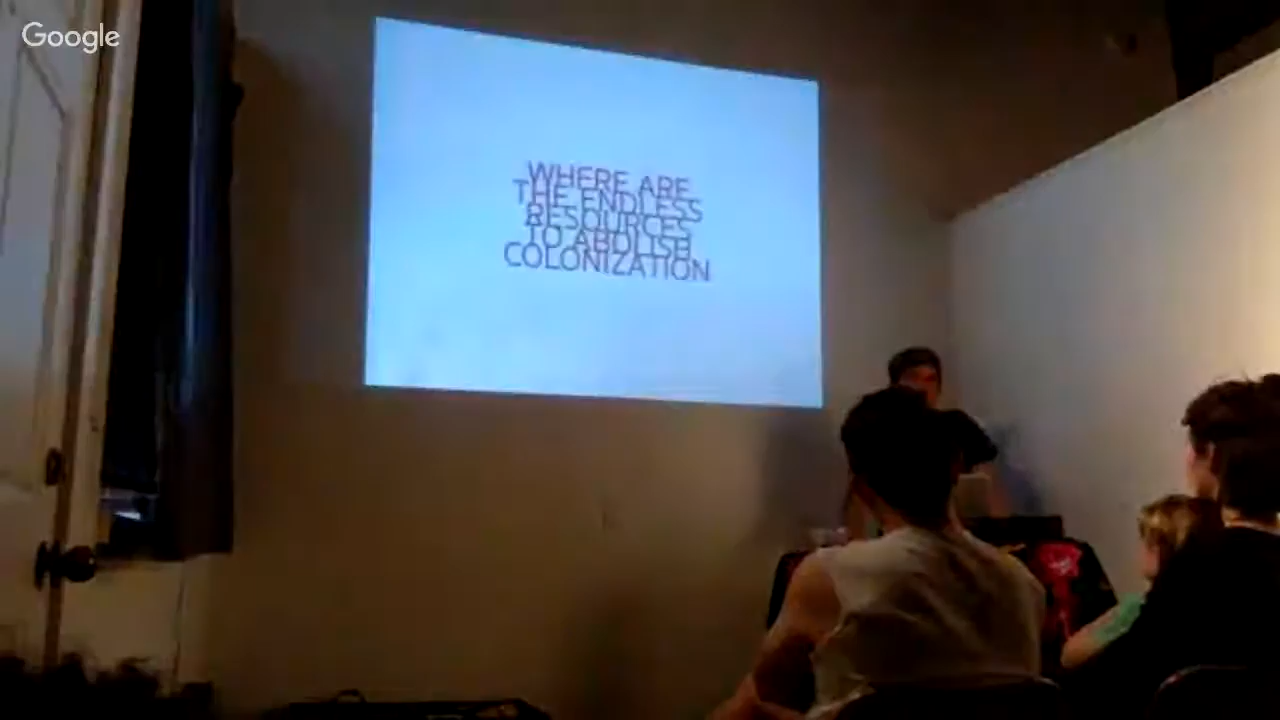 Google
WHERE ARE
THE ENDLESS
RESOURCES
TO ABOLISH
COLONIZATION